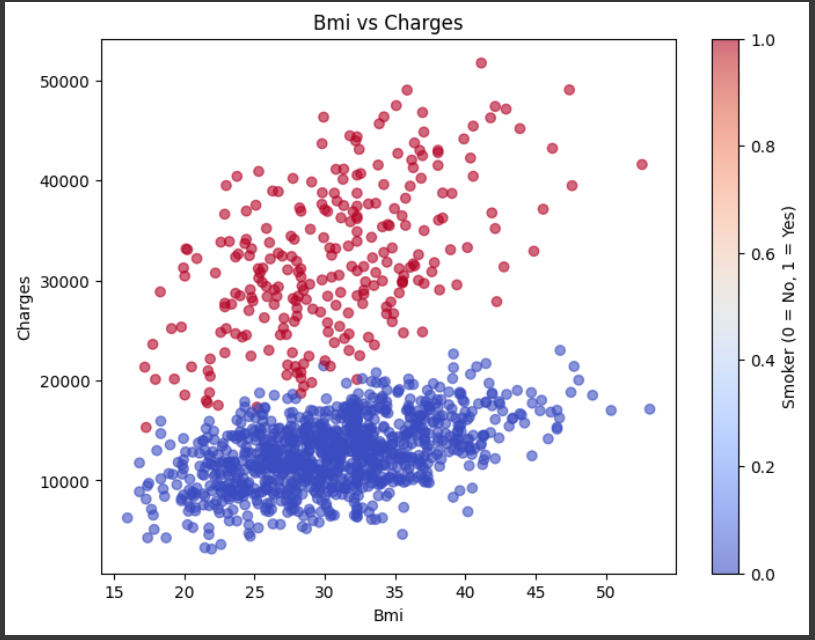 Bmi vs Charges
50000
40000
30000
20000
10000
Charges
15 20 25 30 35 40 45 50
Bmi
1.0
0.8
0.6
0.4
0.2
0.0
Smoker (0 = No, 1 = Yes)